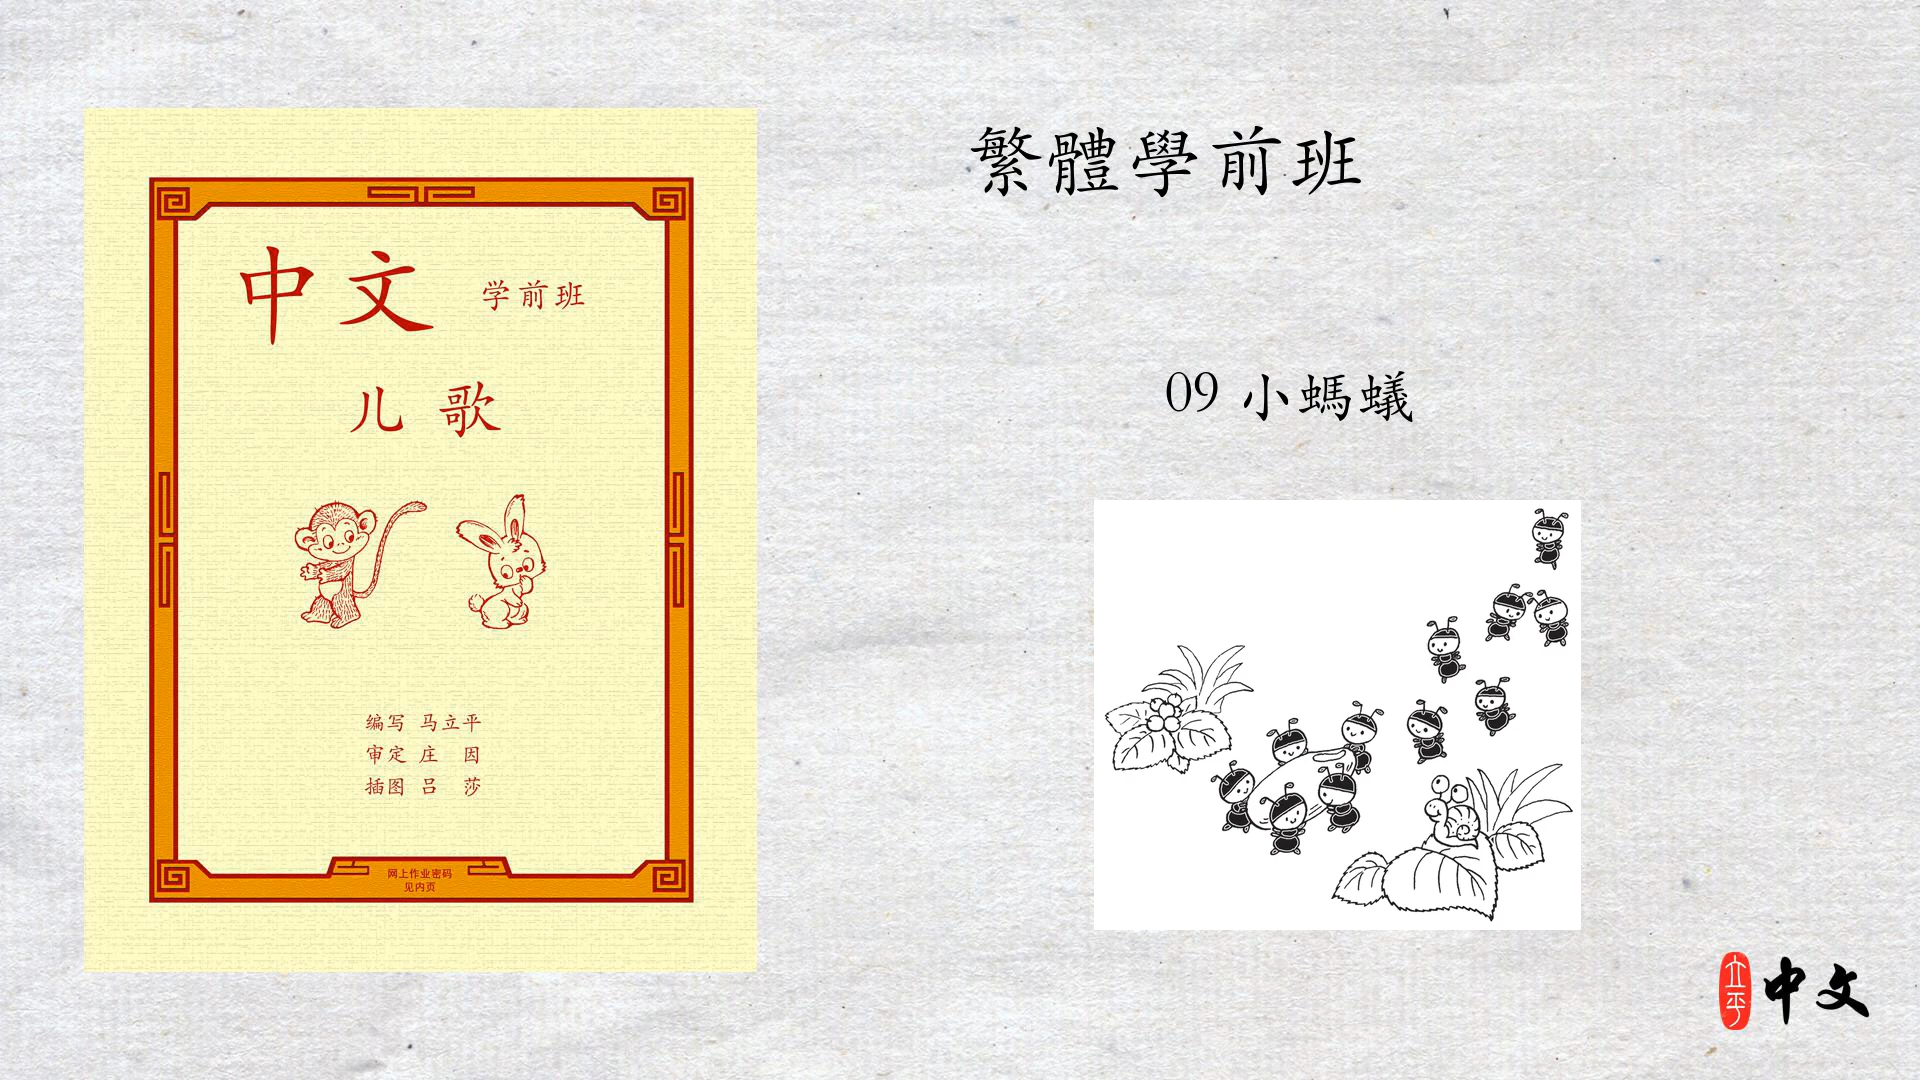 中文 学前班
儿歌
编写 马立平
审定 庄 因
插图 吕 莎
网上作业密码
见内页
繁體學前班
09 小螞蟻
立平 中文